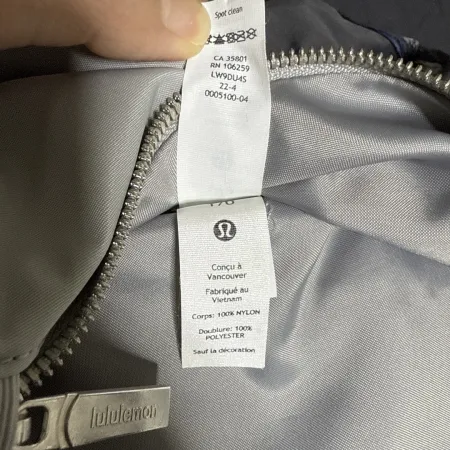 Spot clean
CA 35801
RN 106259
LW9DU4S
22-4
0005100-04
Conçu à
Vancouver
Fabriqué au
Vietnam
Corps: 100% NYLON
Doublure: 100%
POLYESTER
Sauf la décoration
lululemon